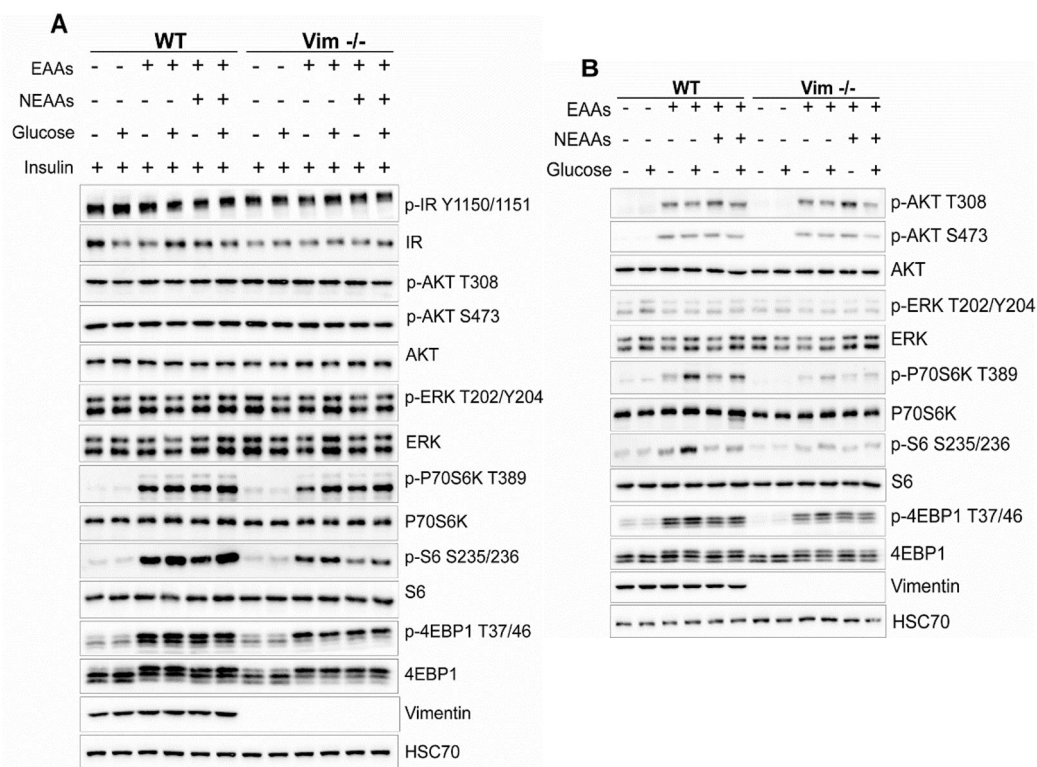 A
WT Vim -/-
EAAs - - + + + + - - + + + +
NEAAs - - - - + + - - - - + +
Glucose - + - + - + - + - + - +
Insulin + + + + + + + + + + + +
p-IR Y1150/1151
IR
p-AKT T308
p-AKT S473
AKT
p-ERK T202/Y204
ERK
p-P70S6K T389
P70S6K
p-S6 S235/236
S6
p-4EBP1 T37/46
4EBP1
Vimentin
HSC70
B
WT Vim -/-
EAAs - - + + + + - - + + + +
NEAAs - - - - + + - - - - + +
Glucose - + - + - + - + - + - +
p-AKT T308
p-AKT S473
AKT
p-ERK T202/Y204
ERK
p-P70S6K T389
P70S6K
p-S6 S235/236
S6
p-4EBP1 T37/46
4EBP1
Vimentin
HSC70